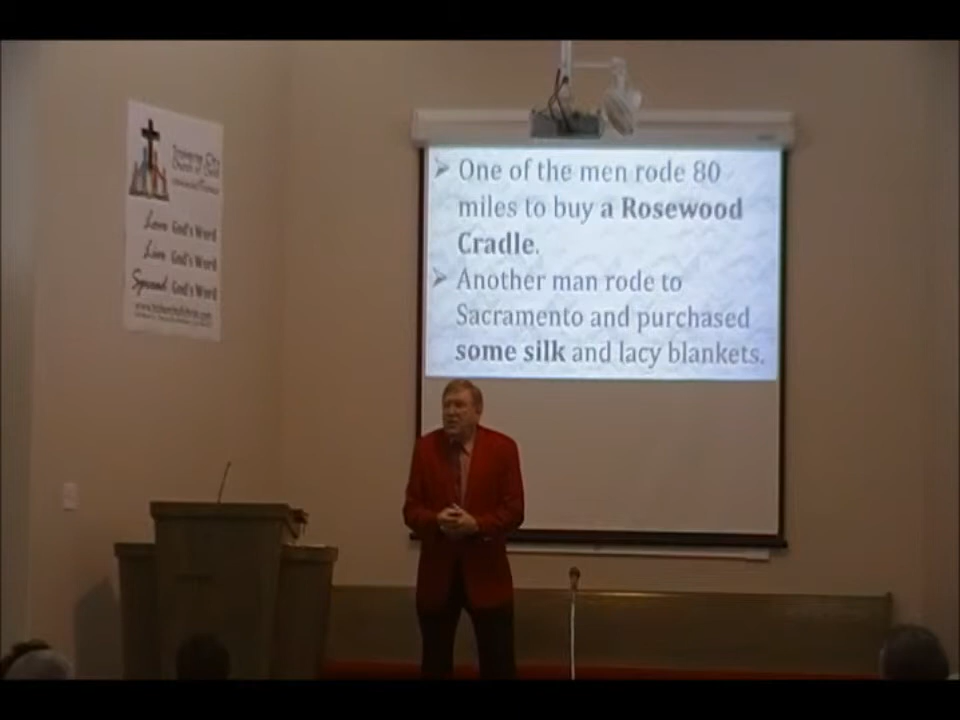 Love God's Word
Live God's Word
Spread God's Word
➢ One of the men rode 80
miles to buy a Rosewood
Cradle.
➢ Another man rode to
Sacramento and purchased
some silk and lacy blankets.